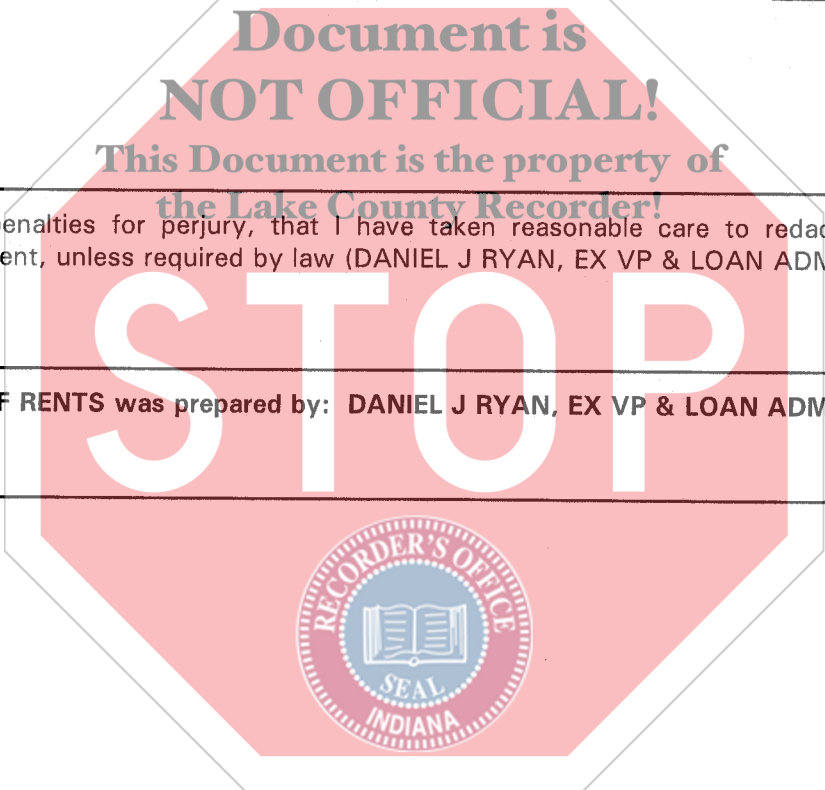 Document is
NOT OFFICIAL!
This Document is the property of
the Lake County Recorder!
enalties for perjury, that I have taken reasonable care to redac
ent, unless required by law (DANIEL J RYAN, EX VP & LOAN ADM
STOP
F RENTS was prepared by: DANIEL J RYAN, EX VP & LOAN ADM
RECORDER'S OFFICE
SEAL
INDIANA